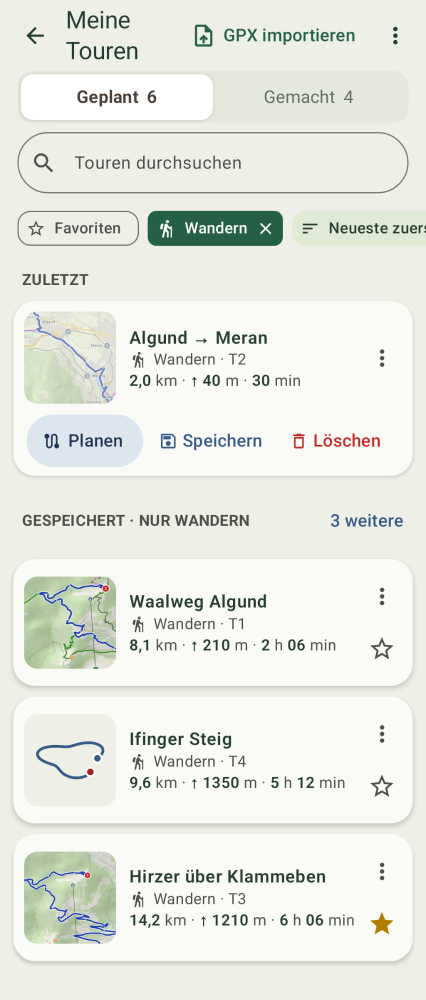 Meine
Touren
GPX importieren
Geplant 6
Gemacht 4
Touren durchsuchen
Favoriten
Wandern
Neueste zuers
ZULETZT
Algund → Meran
Wandern · T2
2,0 km · ↑ 40 m · 30 min
Planen
Speichern
Löschen
GESPEICHERT · NUR WANDERN
3 weitere
Waalweg Algund
Wandern · T1
8,1 km · ↑ 210 m · 2 h 06 min
Ifinger Steig
Wandern · T4
9,6 km · ↑ 1350 m · 5 h 12 min
Hirzer über Klammeben
Wandern · T3
14,2 km · ↑ 1210 m · 6 h 06 min